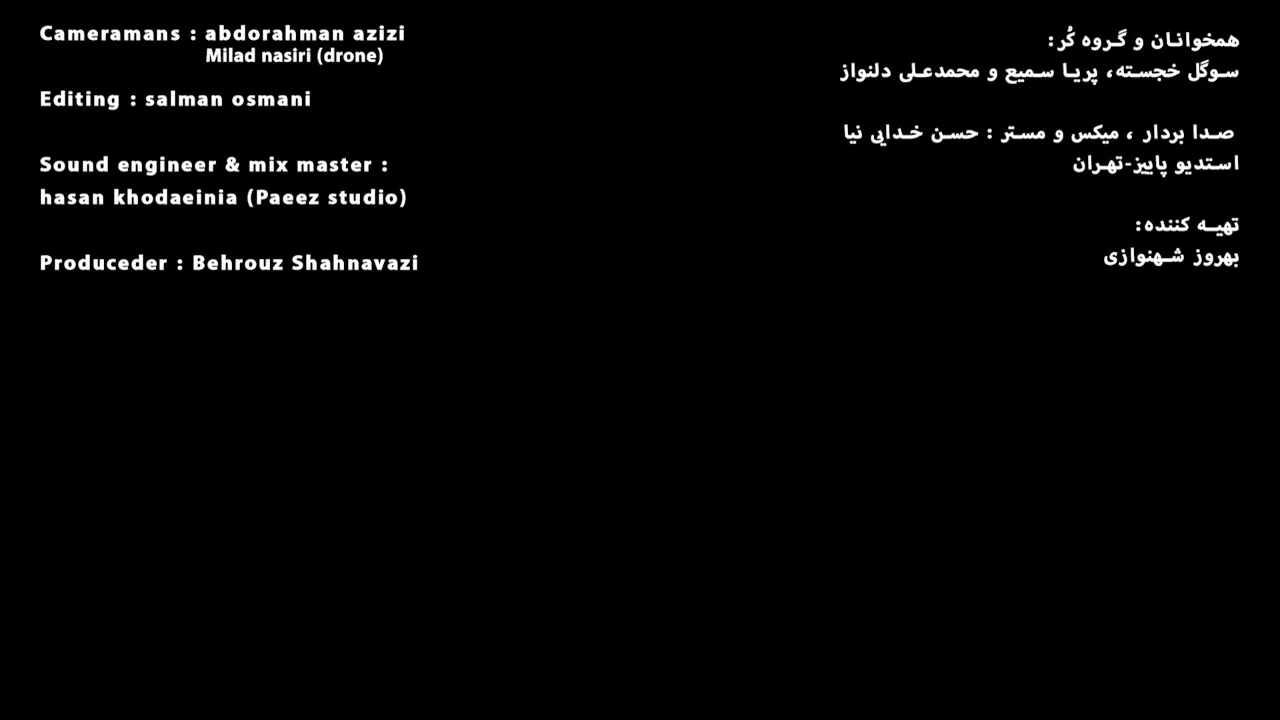 Cameramans : abdorahman azizi
Milad nasiri (drone)
Editing : salman osmani
Sound engineer & mix master :
hasan khodaeinia (Paeez studio)
Produceder : Behrouz Shahnavazi
همخوانان و گروه کُر:
سوگل خجسته، پریا سمیع و محمدعلی دلنواز
صدا بردار ، میکس و مستر : حسن خدایی نیا
استدیو پاییز-تهران
تهیه کننده:
بهروز شهنوازی